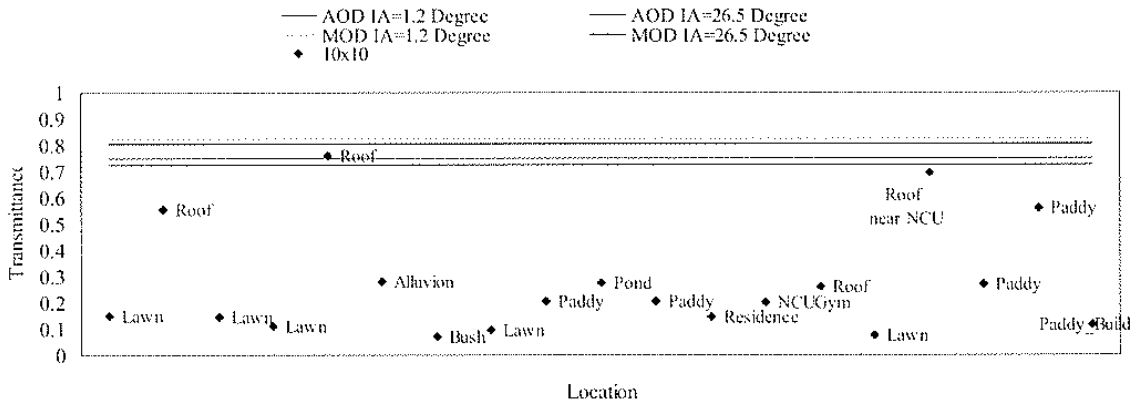 AOD IA=1.2 Degree AOD IA=26.5 Degree
MOD IA=1.2 Degree MOD IA=26.5 Degree
10x10
1
0.9
0.8
Roof
0.7
Roof
near NCU
0.6
Roof
Paddy
0.5
0.4
0.3
Alluvion
Pond
Roof
Paddy
0.2
Paddy
Paddy
NCUGym
Lawn
Lawn
Lawn
Residence
Paddy_Build
0.1
Bush
Lawn
Lawn
0
Transmittance
Location